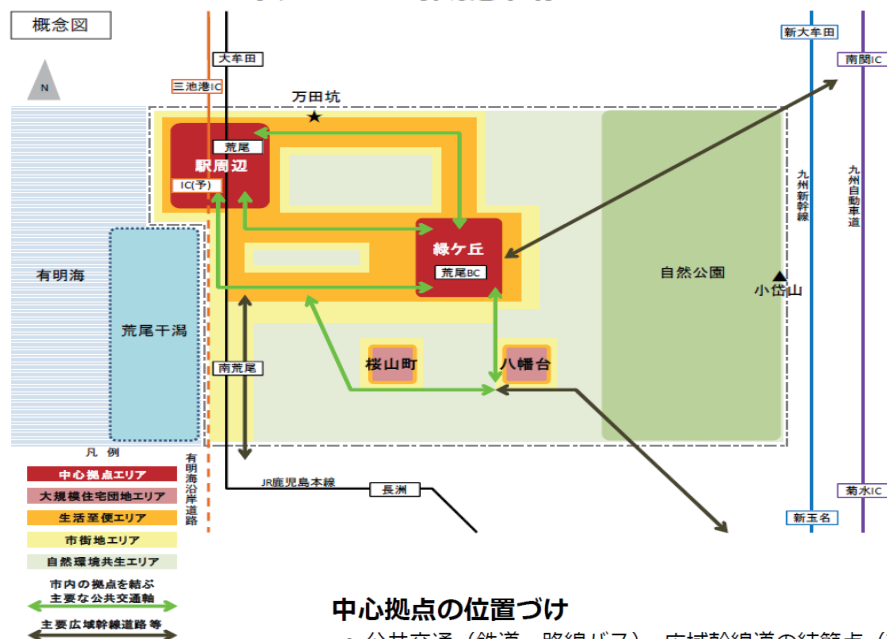 概念図
N
大牟田
三池港IC
万田坑
新大牟田
南関IC
荒尾
駅周辺
IC(予)
緑ケ丘
荒尾BC
九州新幹線
九州自動車道
有明海
荒尾干潟
自然公園
小岱山
南荒尾
桜山町
八幡台
有明海沿岸道路
JR鹿児島本線
長洲
菊水IC
新玉名
凡 例
中心拠点エリア
大規模住宅団地エリア
生活至便エリア
市街地エリア
自然環境共生エリア
市内の拠点を結ぶ
主要な公共交通軸
主要広域幹線道路等
中心拠点の位置づけ